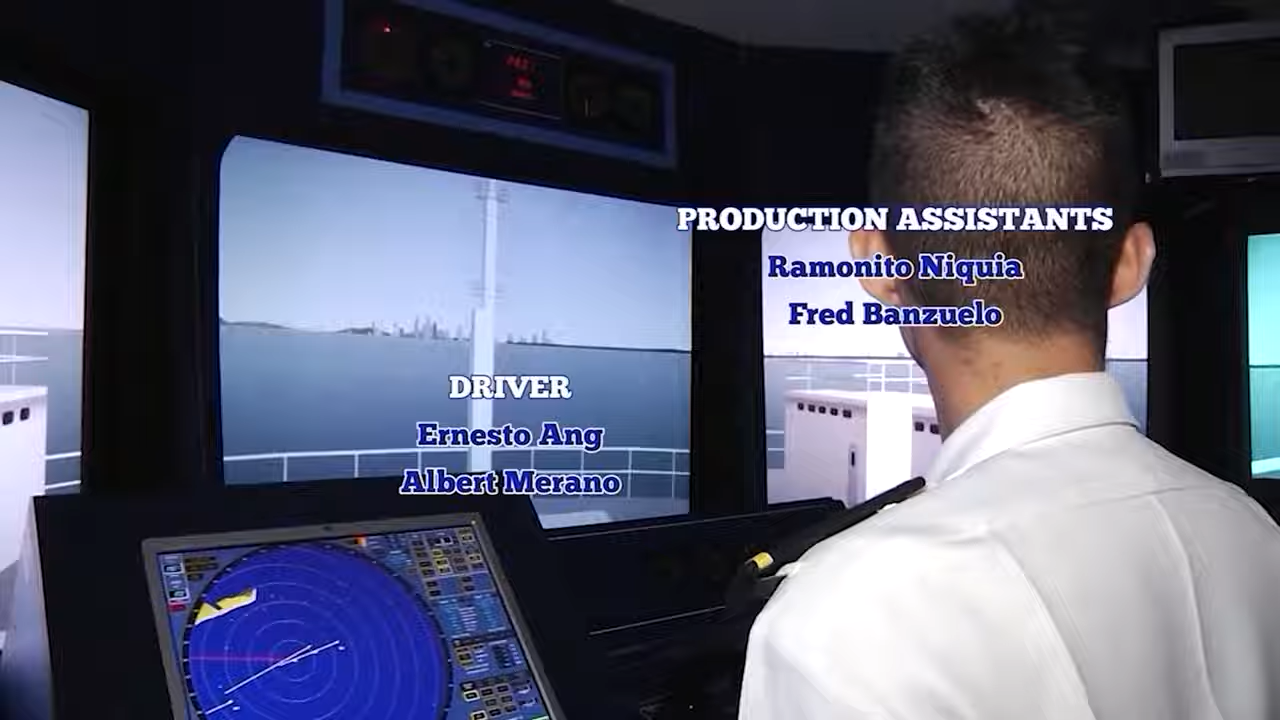 PRODUCTION ASSISTANTS
Ramonito Niquia
Fred Banzuelo
DRIVER
Ernesto Ang
Albert Merano